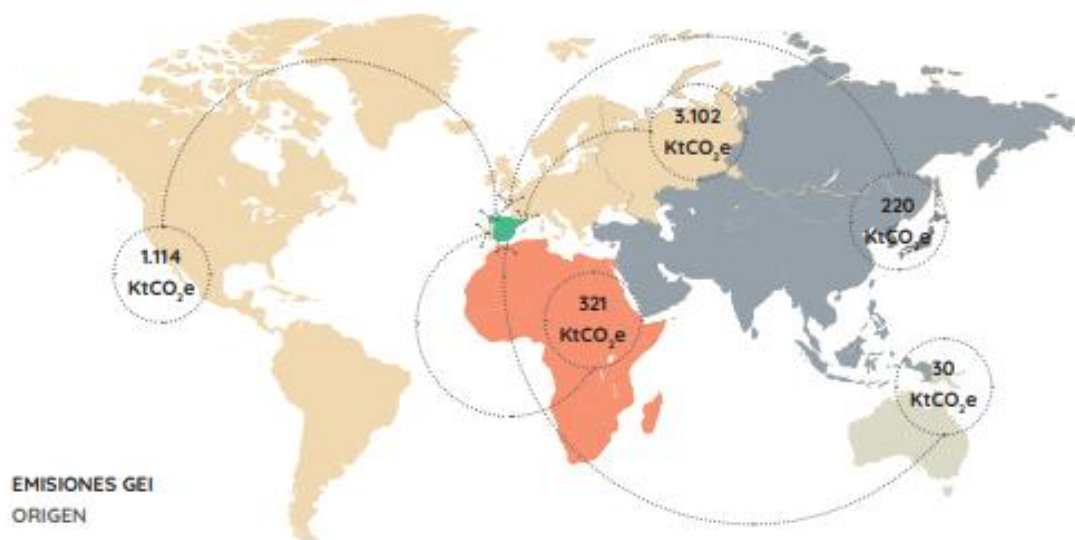 3.102
KtCO₂e
220
KtCO₂e
1.114
KtCO₂e
321
KtCO₂e
30
KtCO₂e
EMISIONES GEI
ORIGEN